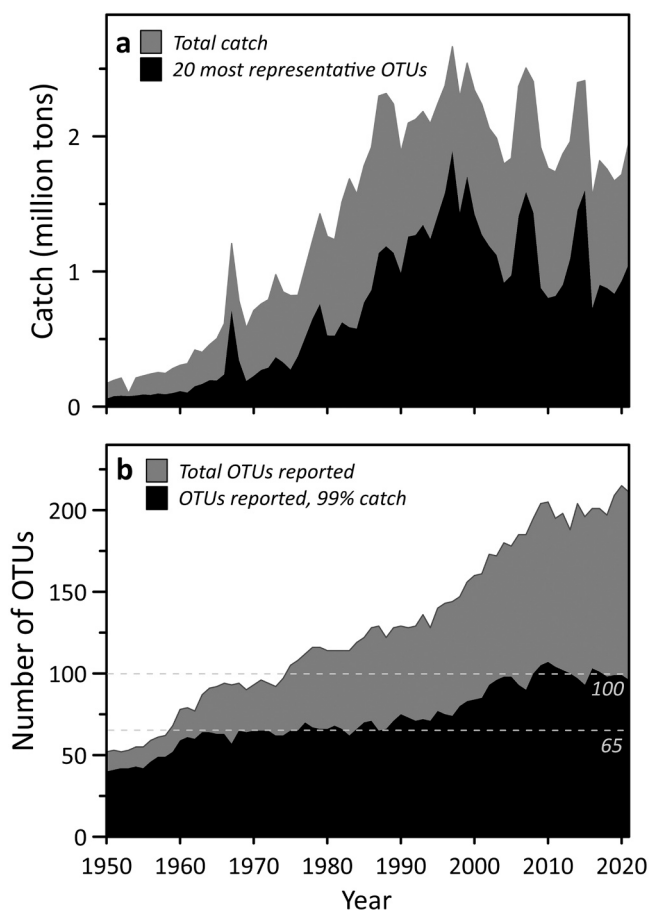 a
Total catch
20 most representative OTUs
Catch (million tons)
2
1
0
b
Total OTUs reported
OTUs reported, 99% catch
Number of OTUs
200
150
100
50
0
100
65
1950 1960 1970 1980 1990 2000 2010 2020
Year